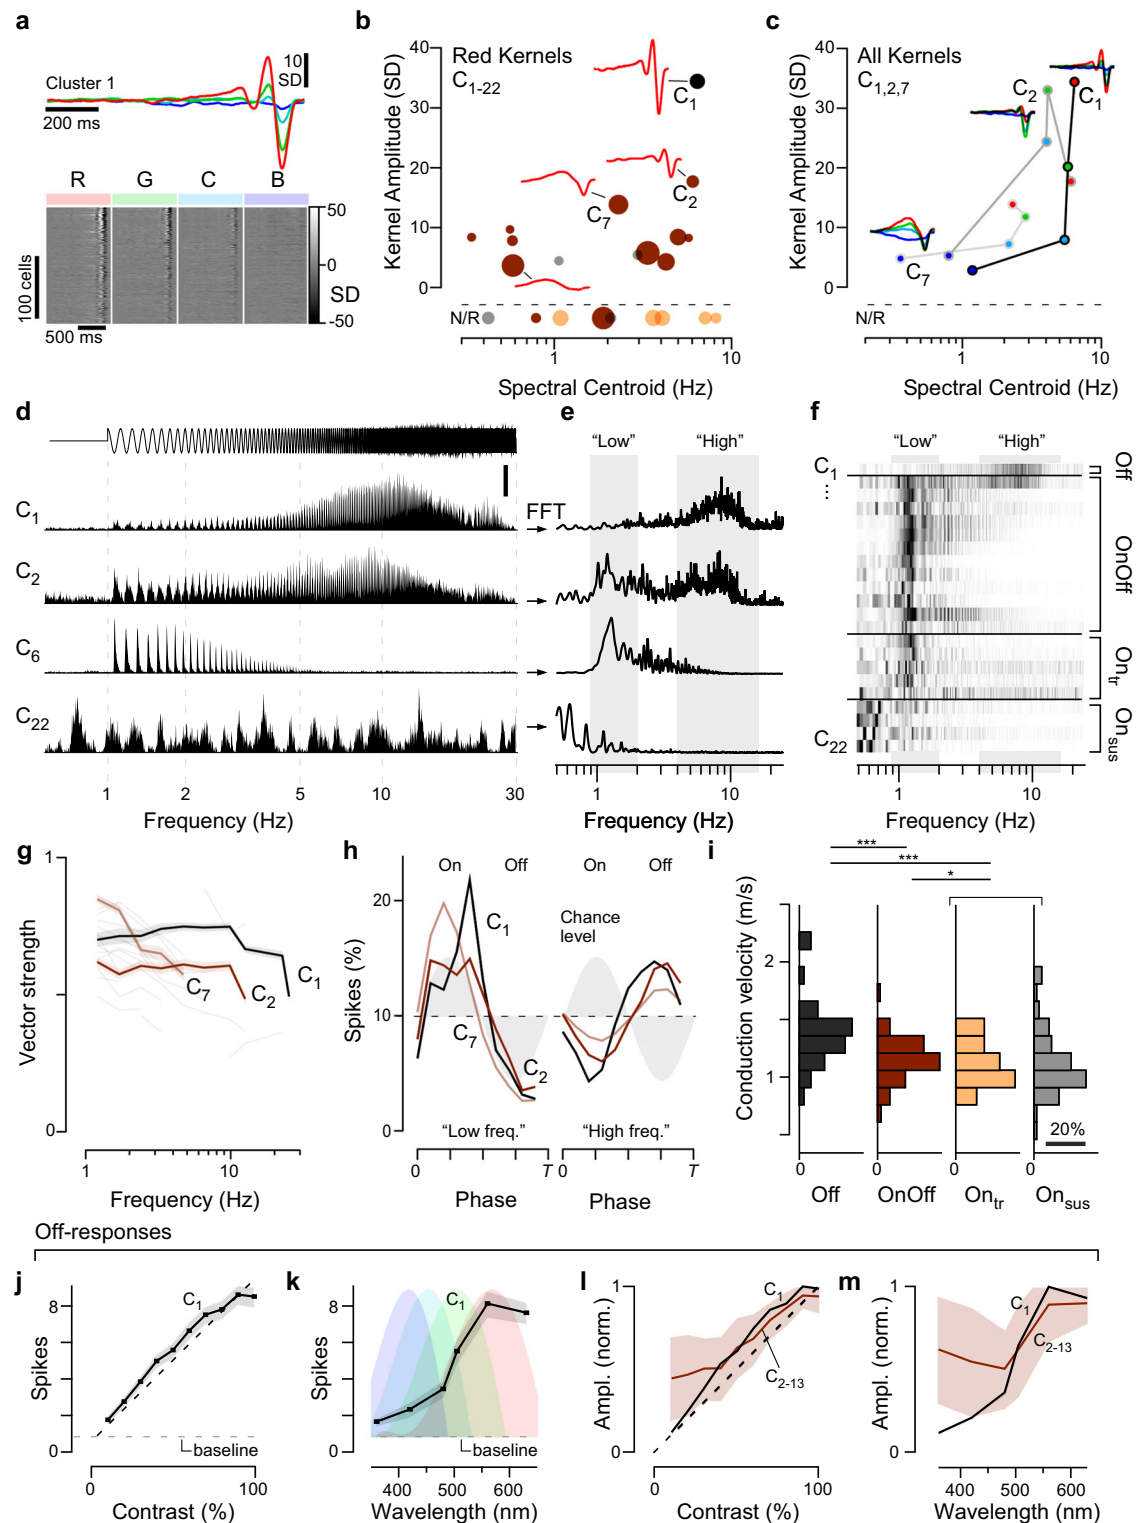 a
Cluster 1
10
SD
200 ms
R G C B
100 cells
500 ms
50
0
SD
-50
b
Red Kernels
C1-22
Kernel Amplitude (SD)
40
30
20
10
0
N/R
C1
C2
C7
1 10
Spectral Centroid (Hz)
c
All Kernels
C1,2,7
Kernel Amplitude (SD)
40
30
20
10
0
N/R
C2
C1
C7
1 10
Spectral Centroid (Hz)
d
C1
C2
C6
C22
1 2 5 10 30
Frequency (Hz)
FFT
e
“Low” “High”
1 10
Frequency (Hz)
f
“Low” “High”
C1
...
C22
Off
OnOff
Ontr
Onsus
1 10
Frequency (Hz)
g
Vector strength
1
0
C7
C2
C1
1 10
Frequency (Hz)
h
Spikes (%)
20
10
0
On Off
C1
C7
C2
“Low freq.”
0 T
Phase
On Off
Chance
level
“High freq.”
0 T
Phase
i
***
***
*
Conduction velocity (m/s)
2
1
20%
0 0 0 0
Off OnOff Ontr Onsus
Off-responses
j
Spikes
8
0
C1
baseline
0 100
Contrast (%)
k
Spikes
8
0
C1
baseline
400 500 600
Wavelength (nm)
l
Ampl. (norm.)
1
0
C1
C2-13
0 100
Contrast (%)
m
Ampl. (norm.)
1
0
C1
C2-13
400 500 600
Wavelength (nm)